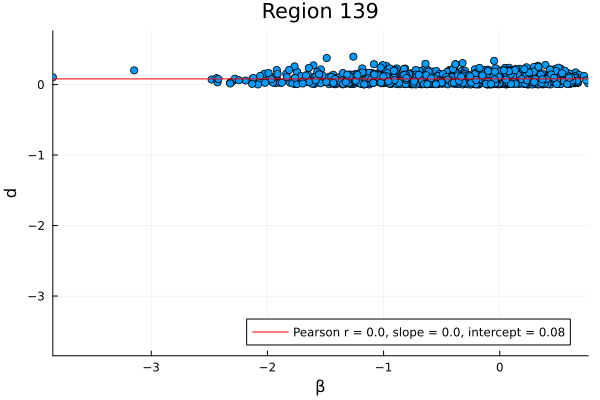 Region 139
d
0
−1
−2
−3
Pearson r = 0.0, slope = 0.0, intercept = 0.08
−3 −2 −1 0
β